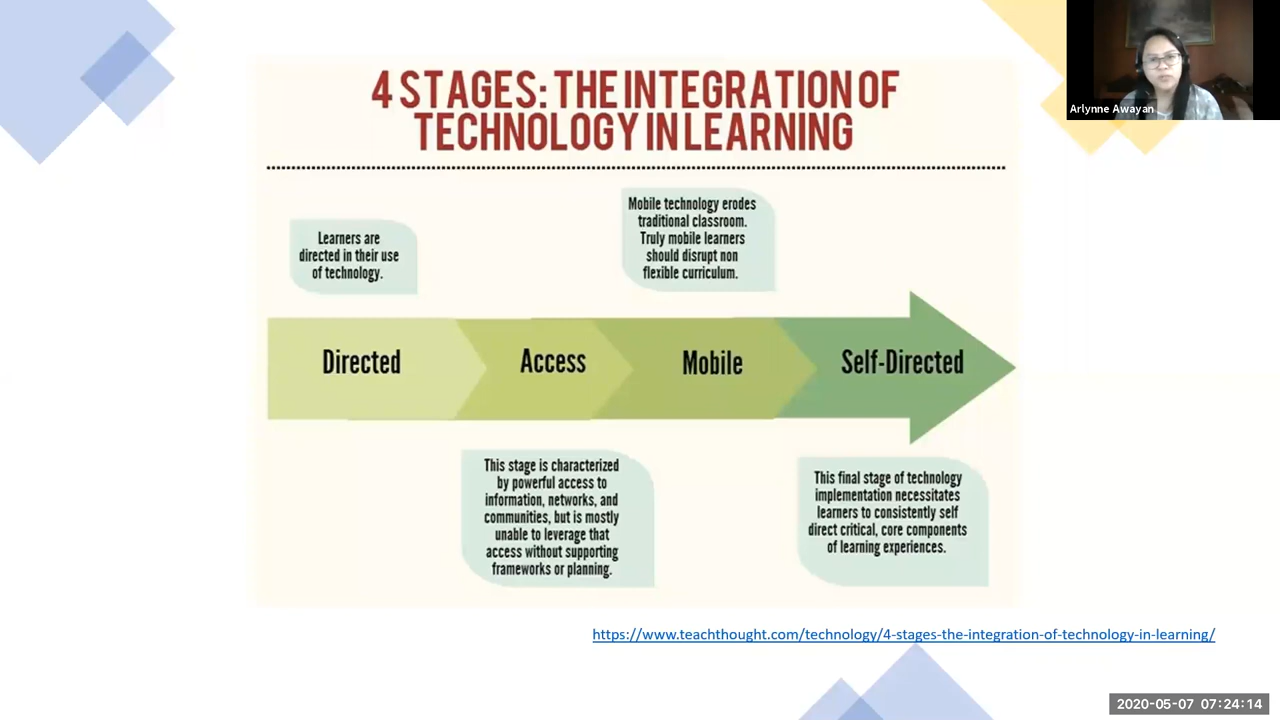 4 STAGES: THE INTEGRATION OF
TECHNOLOGY IN LEARNING
Arlynne Awayan
Learners are
directed in their use
of technology.
Mobile technology erodes
traditional classroom.
Truly mobile learners
should disrupt non
flexible curriculum.
Directed
Access
Mobile
Self-Directed
This stage is characterized
by powerful access to
information, networks, and
communities, but is mostly
unable to leverage that
access without supporting
frameworks or planning.
This final stage of technology
implementation necessitates
learners to consistently self
direct critical, core components
of learning experiences.
https://www.teachthought.com/technology/4-stages-the-integration-of-technology-in-learning/
2020-05-07 07:24:14